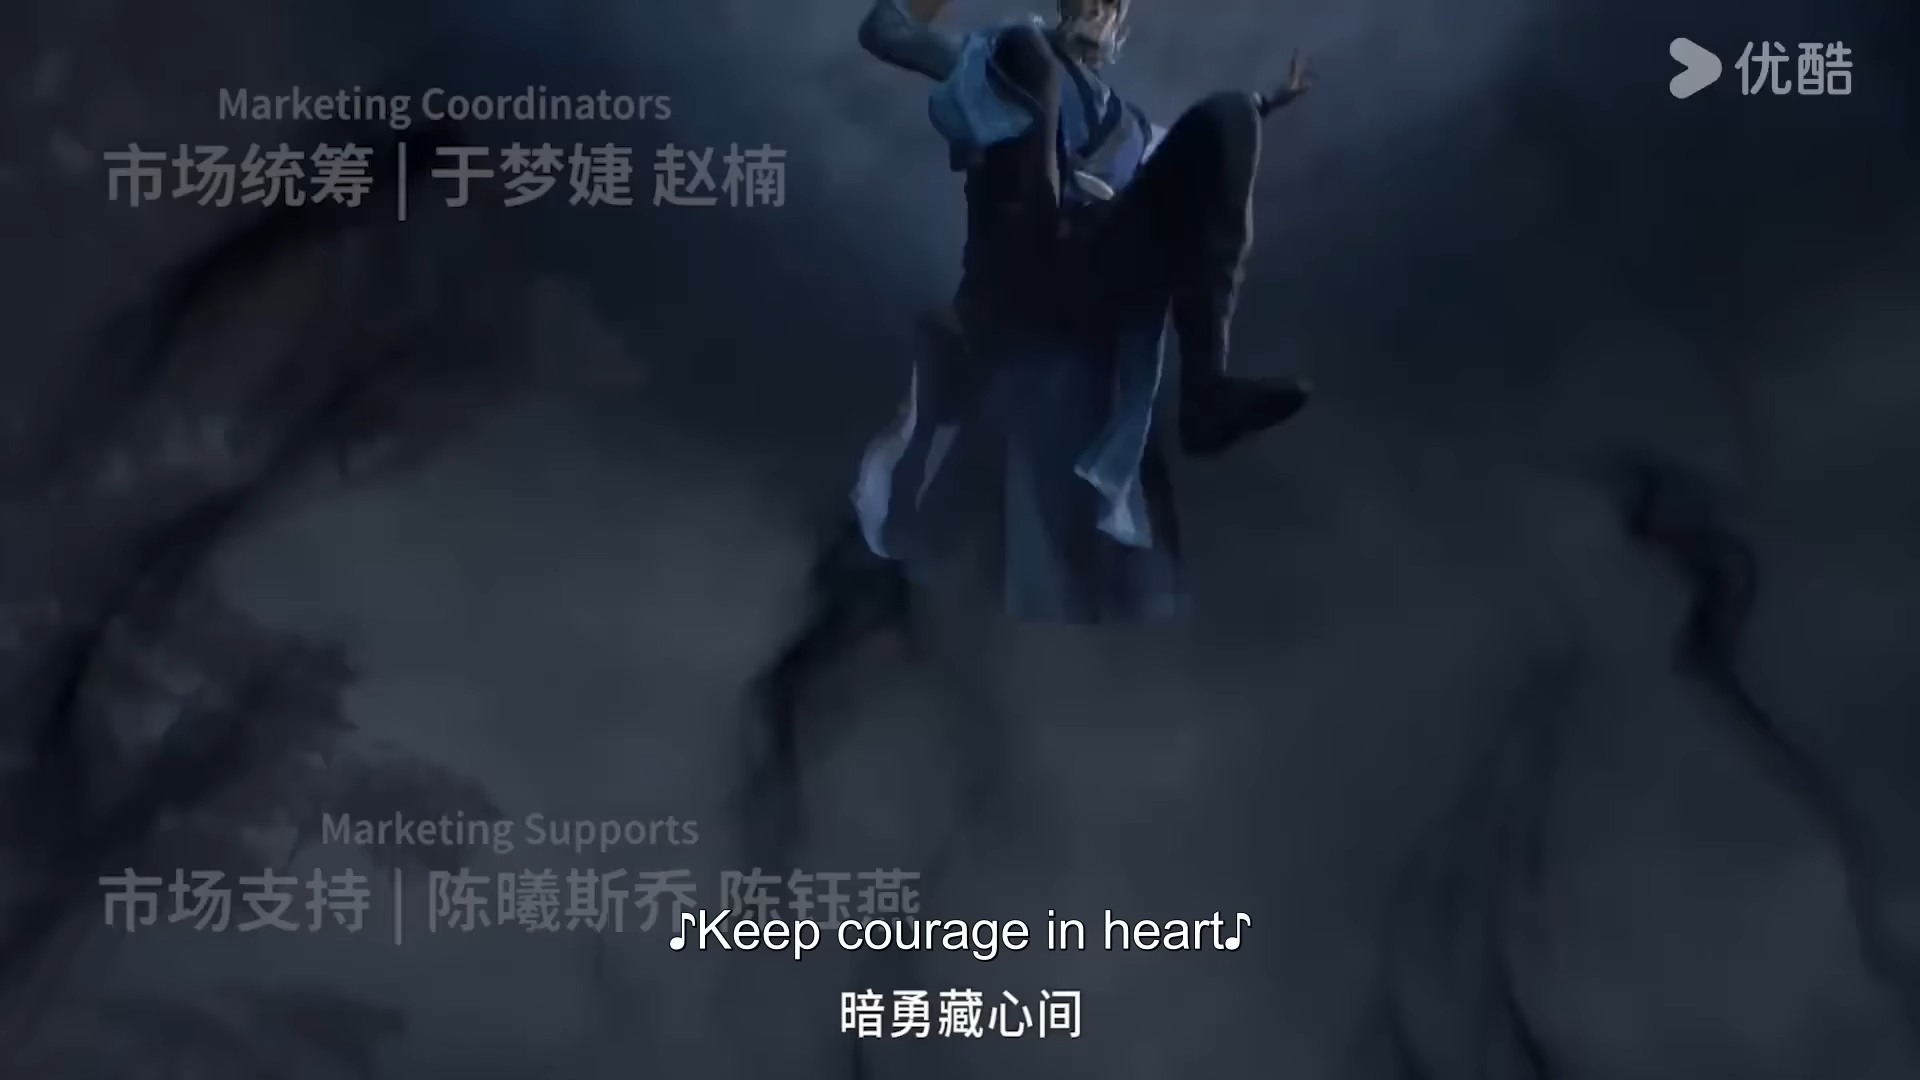 优酷
Marketing Coordinators
市场统筹 | 于梦婕 赵楠
Marketing Supports
市场支持 | 陈曦斯乔 陈钰燕
♪Keep courage in heart♪
暗勇藏心间